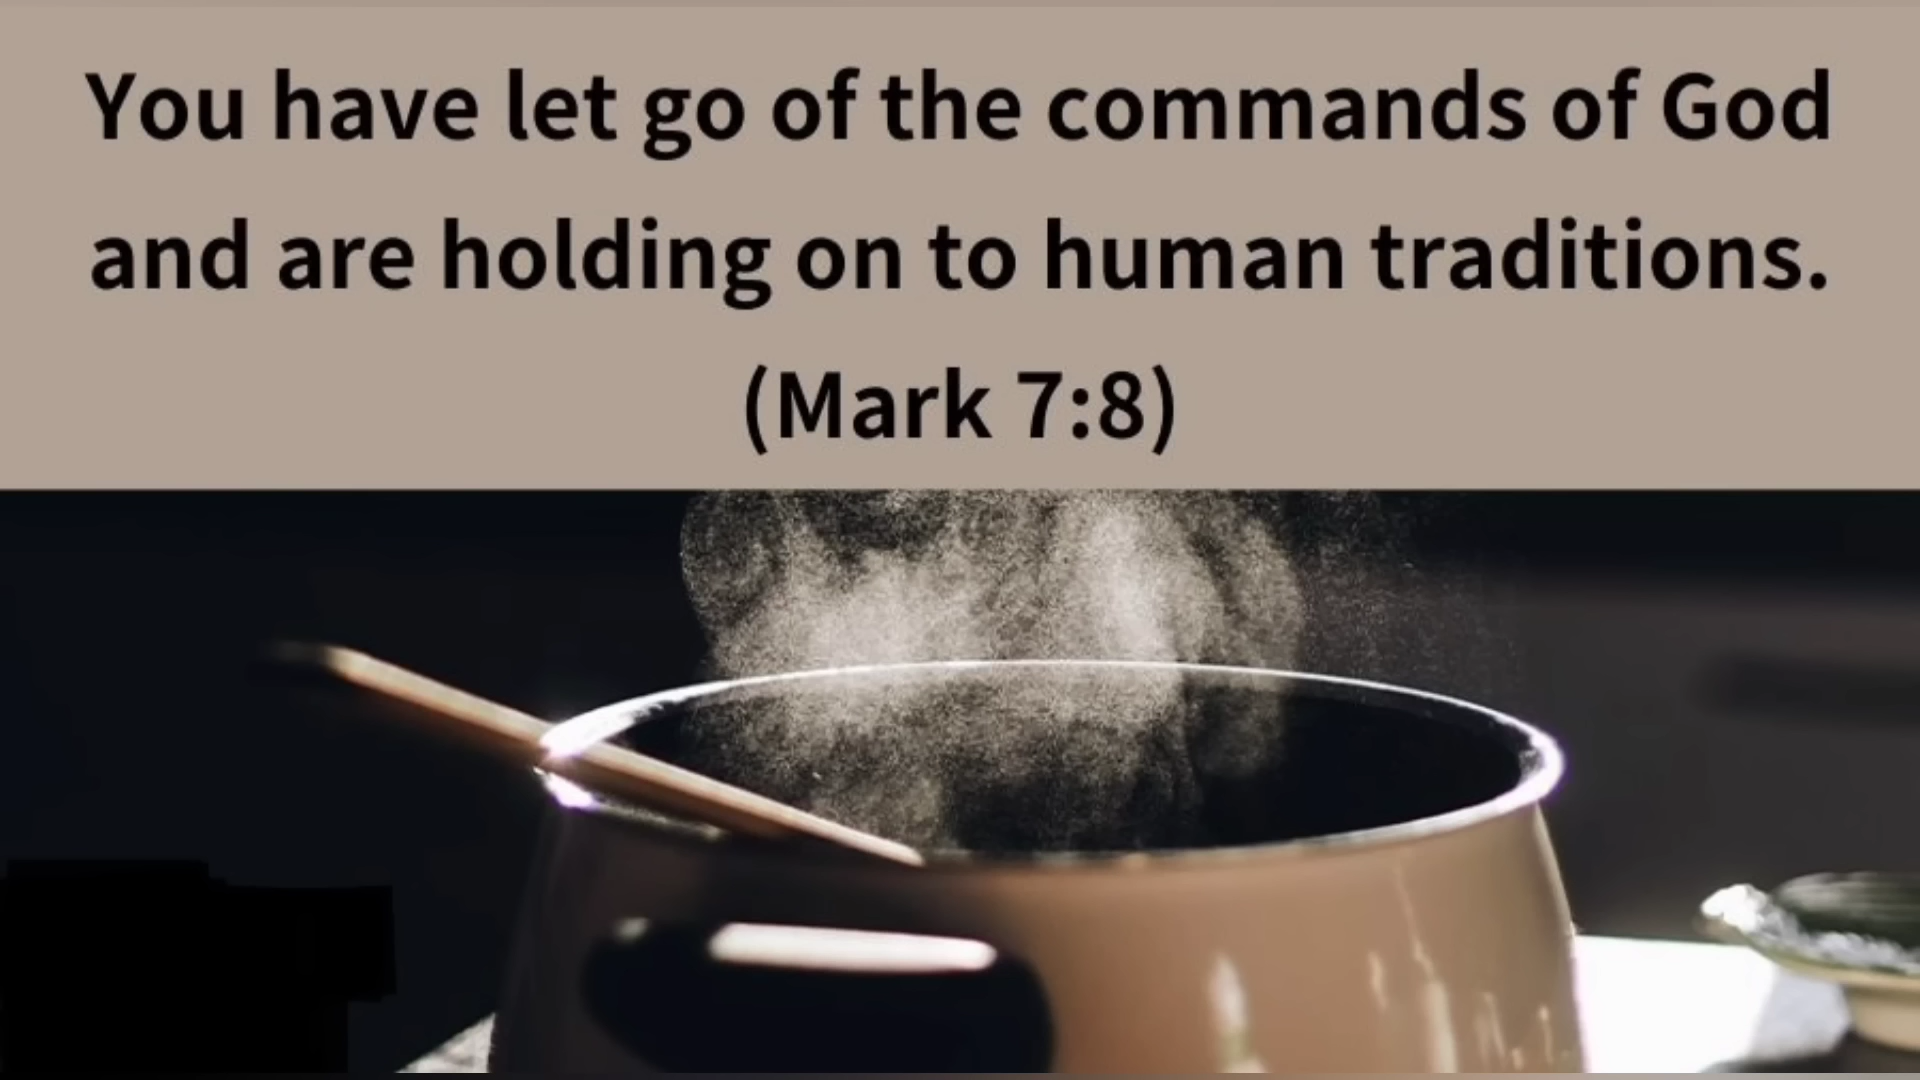 You have let go of the commands of God
and are holding on to human traditions.
(Mark 7:8)